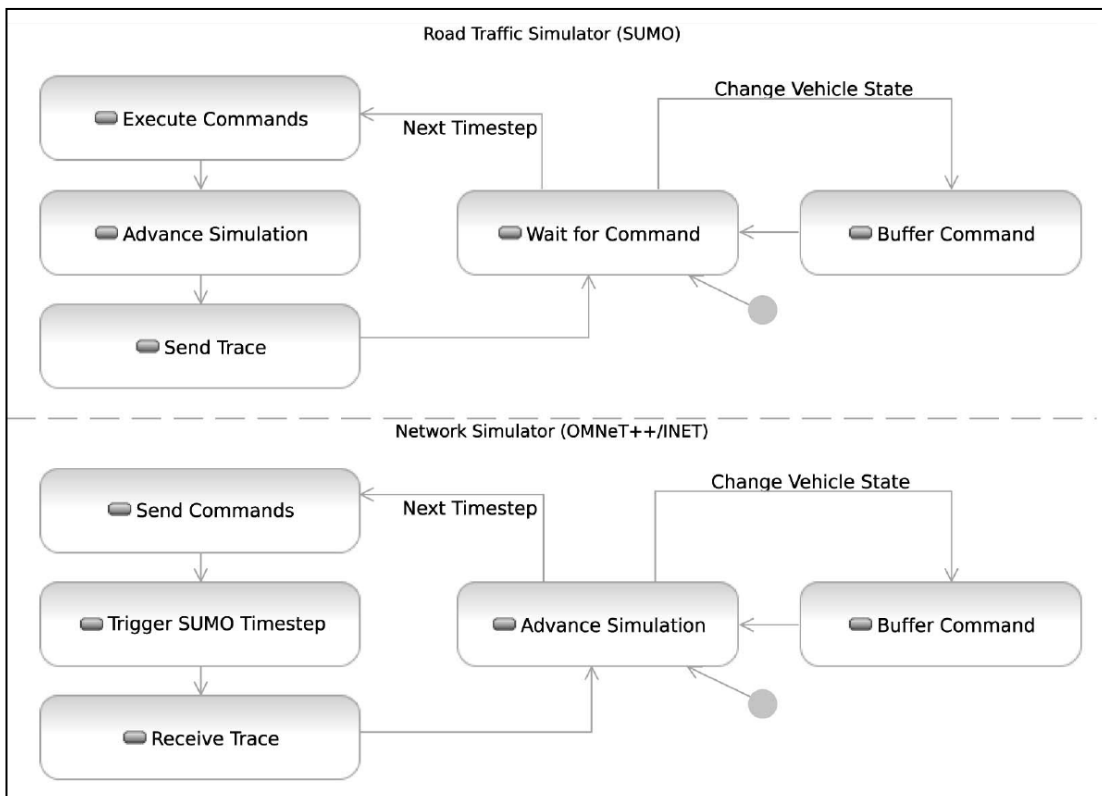 Road Traffic Simulator (SUMO)
Execute Commands
Next Timestep
Change Vehicle State
Advance Simulation
Wait for Command
Buffer Command
Send Trace
Network Simulator (OMNeT++/INET)
Send Commands
Next Timestep
Change Vehicle State
Trigger SUMO Timestep
Advance Simulation
Buffer Command
Receive Trace